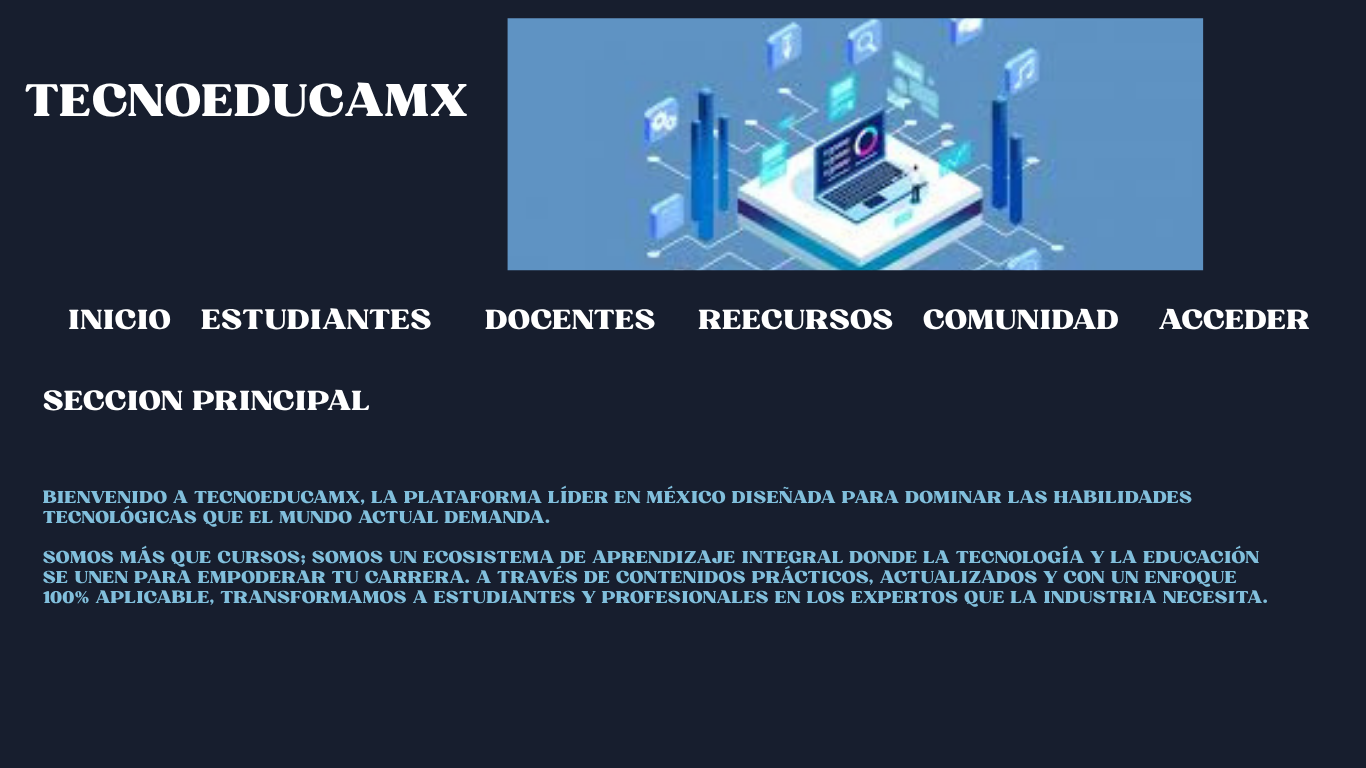 TECNOEDUCAMX
INICIO ESTUDIANTES DOCENTES REECURSOS COMUNIDAD ACCEDER
SECCION PRINCIPAL
BIENVENIDO A TECNOEDUCAMX, LA PLATAFORMA LÍDER EN MÉXICO DISEÑADA PARA DOMINAR LAS HABILIDADES
TECNOLÓGICAS QUE EL MUNDO ACTUAL DEMANDA.
SOMOS MÁS QUE CURSOS; SOMOS UN ECOSISTEMA DE APRENDIZAJE INTEGRAL DONDE LA TECNOLOGÍA Y LA EDUCACIÓN
SE UNEN PARA EMPODERAR TU CARRERA. A TRAVÉS DE CONTENIDOS PRÁCTICOS, ACTUALIZADOS Y CON UN ENFOQUE
100% APLICABLE, TRANSFORMAMOS A ESTUDIANTES Y PROFESIONALES EN LOS EXPERTOS QUE LA INDUSTRIA NECESITA.